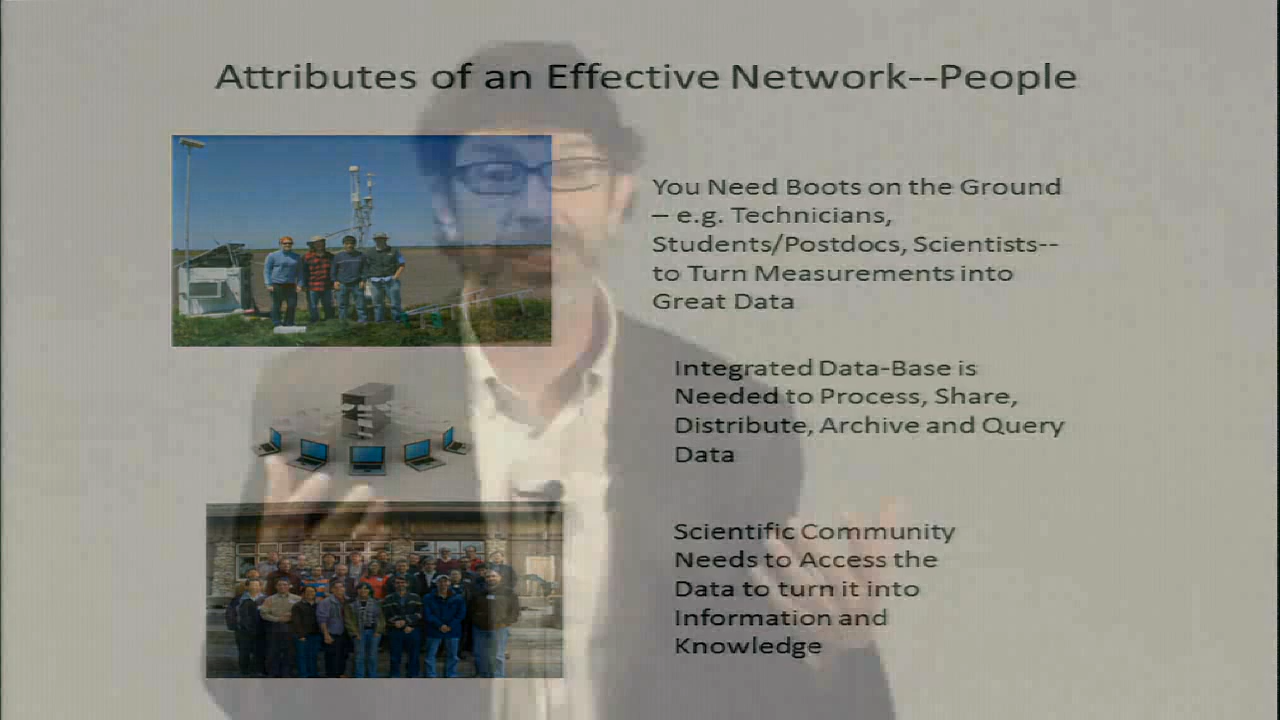 Attributes of an Effective Network--People
You Need Boots on the Ground
– e.g. Technicians,
Students/Postdocs, Scientists--
to Turn Measurements into
Great Data
Integrated Data-Base is
Needed to Process, Share,
Distribute, Archive and Query
Data
Scientific Community
Needs to Access the
Data to turn it into
Information and
Knowledge